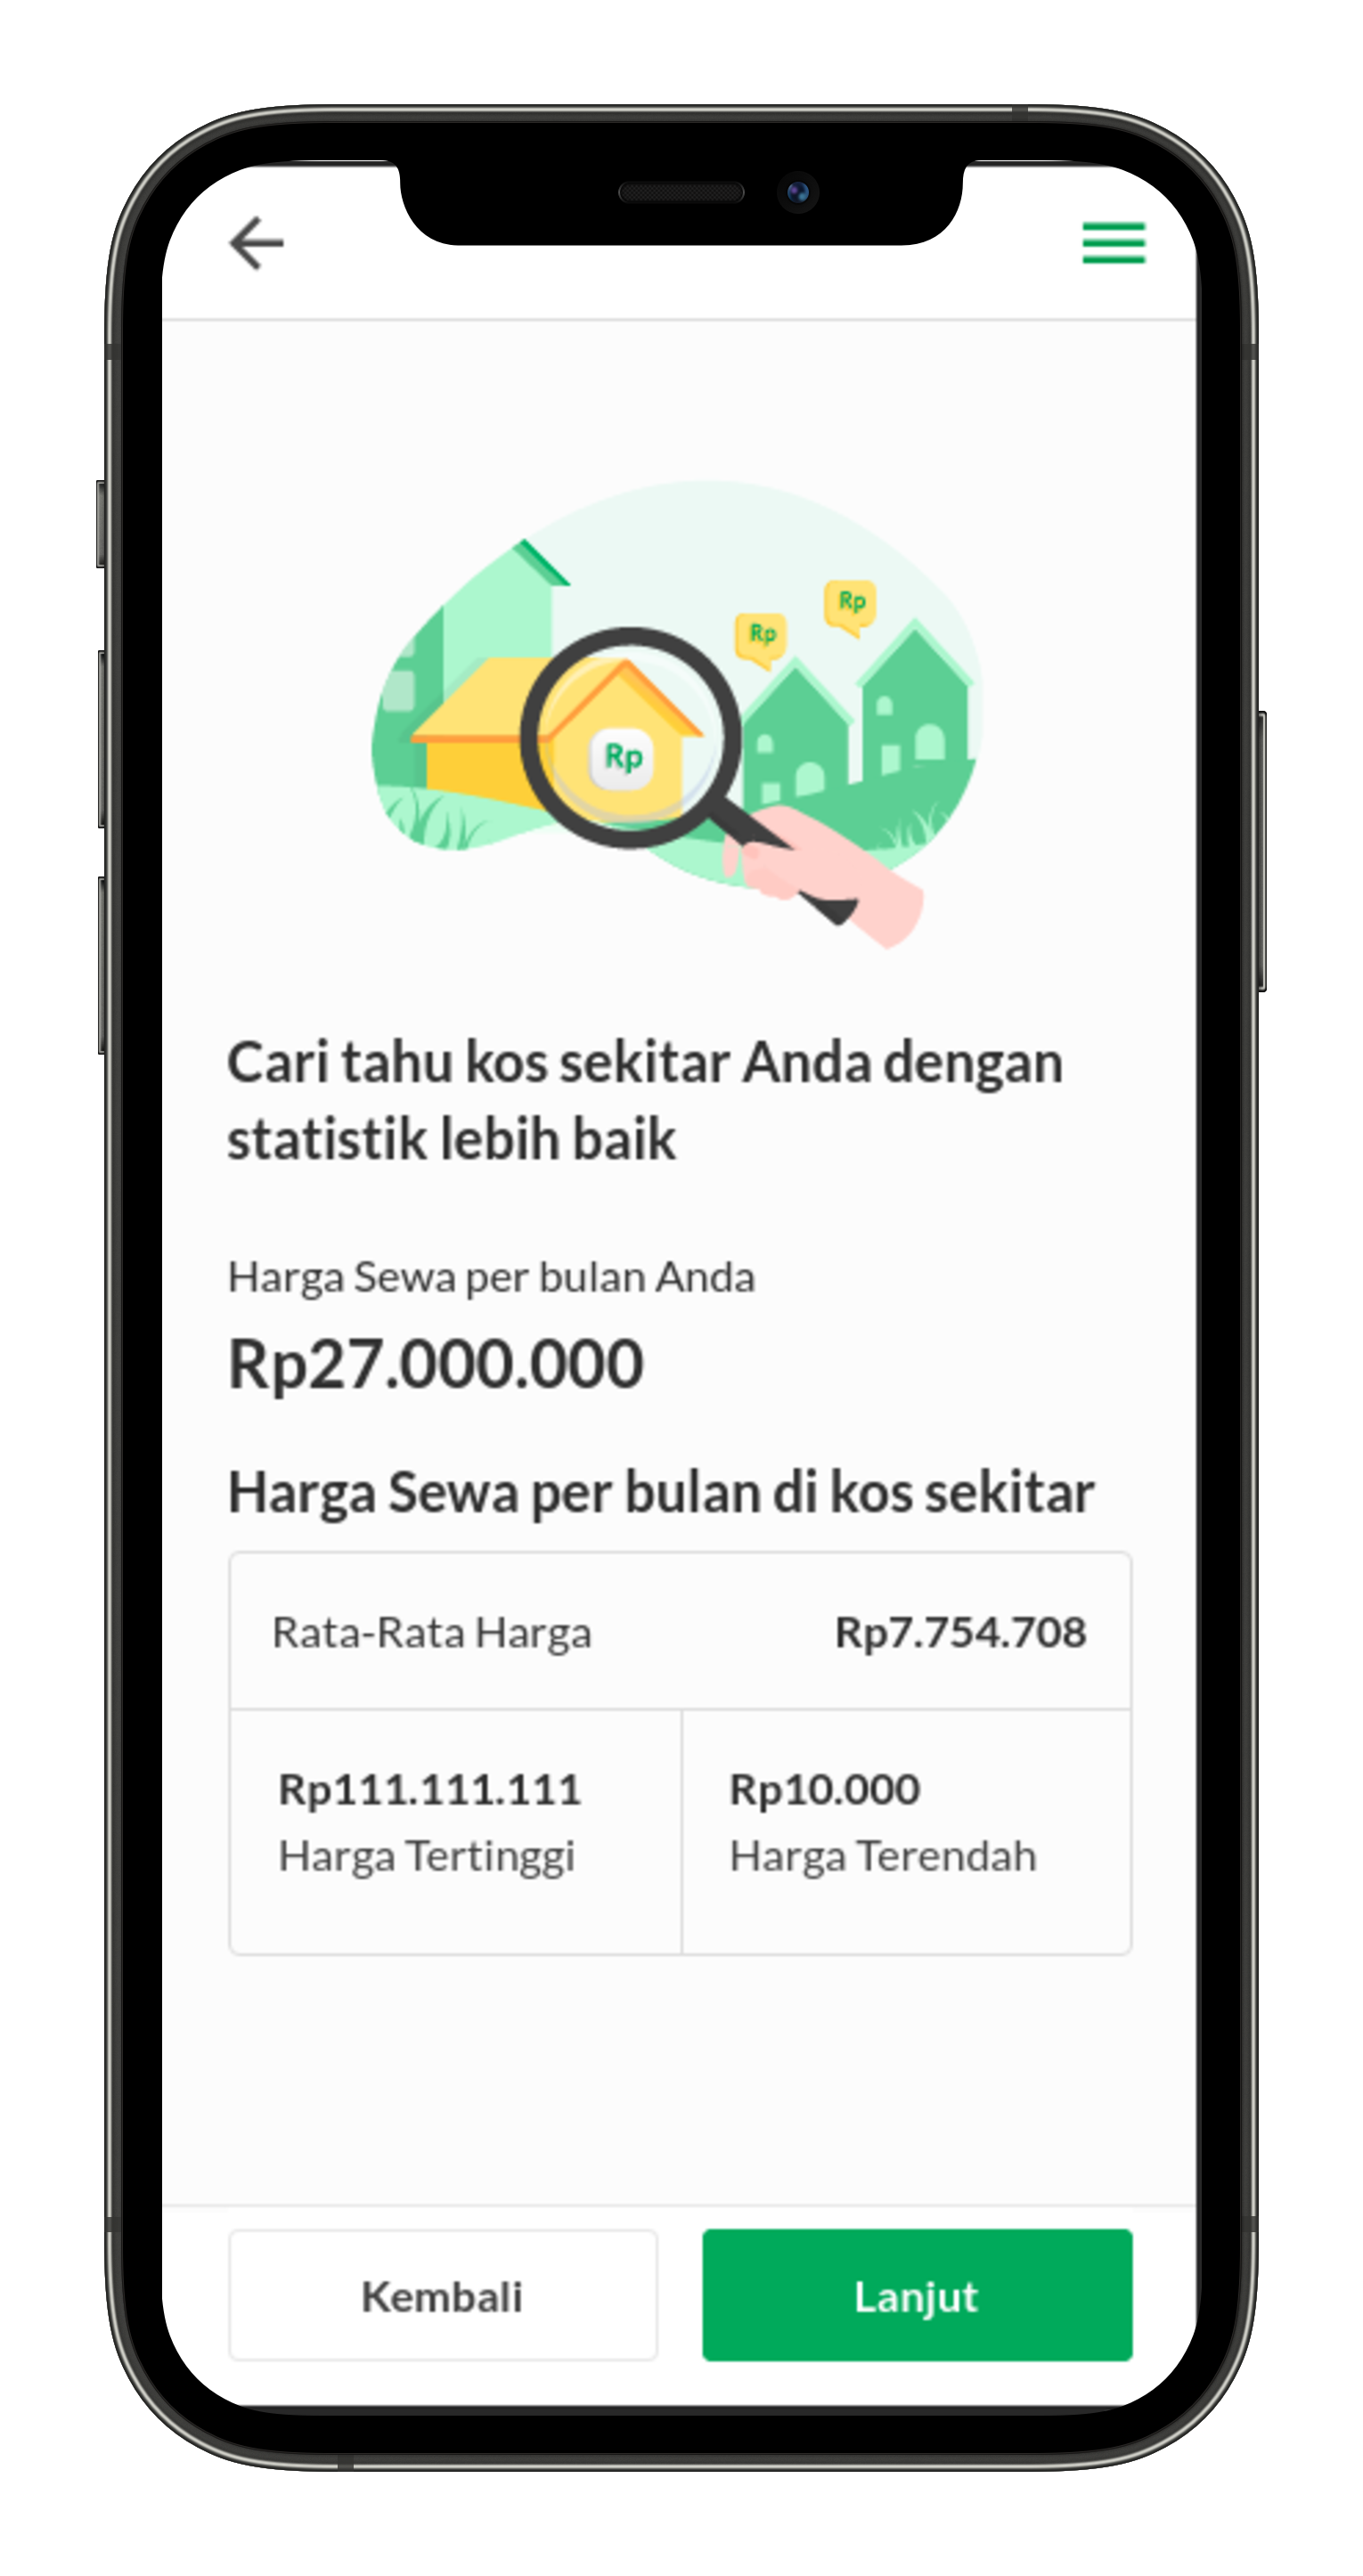 Rp
Rp
Rp
Cari tahu kos sekitar Anda dengan
statistik lebih baik
Harga Sewa per bulan Anda
Rp27.000.000
Harga Sewa per bulan di kos sekitar
Rata-Rata Harga Rp7.754.708
Rp111.111.111 Rp10.000
Harga Tertinggi Harga Terendah
Kembali Lanjut